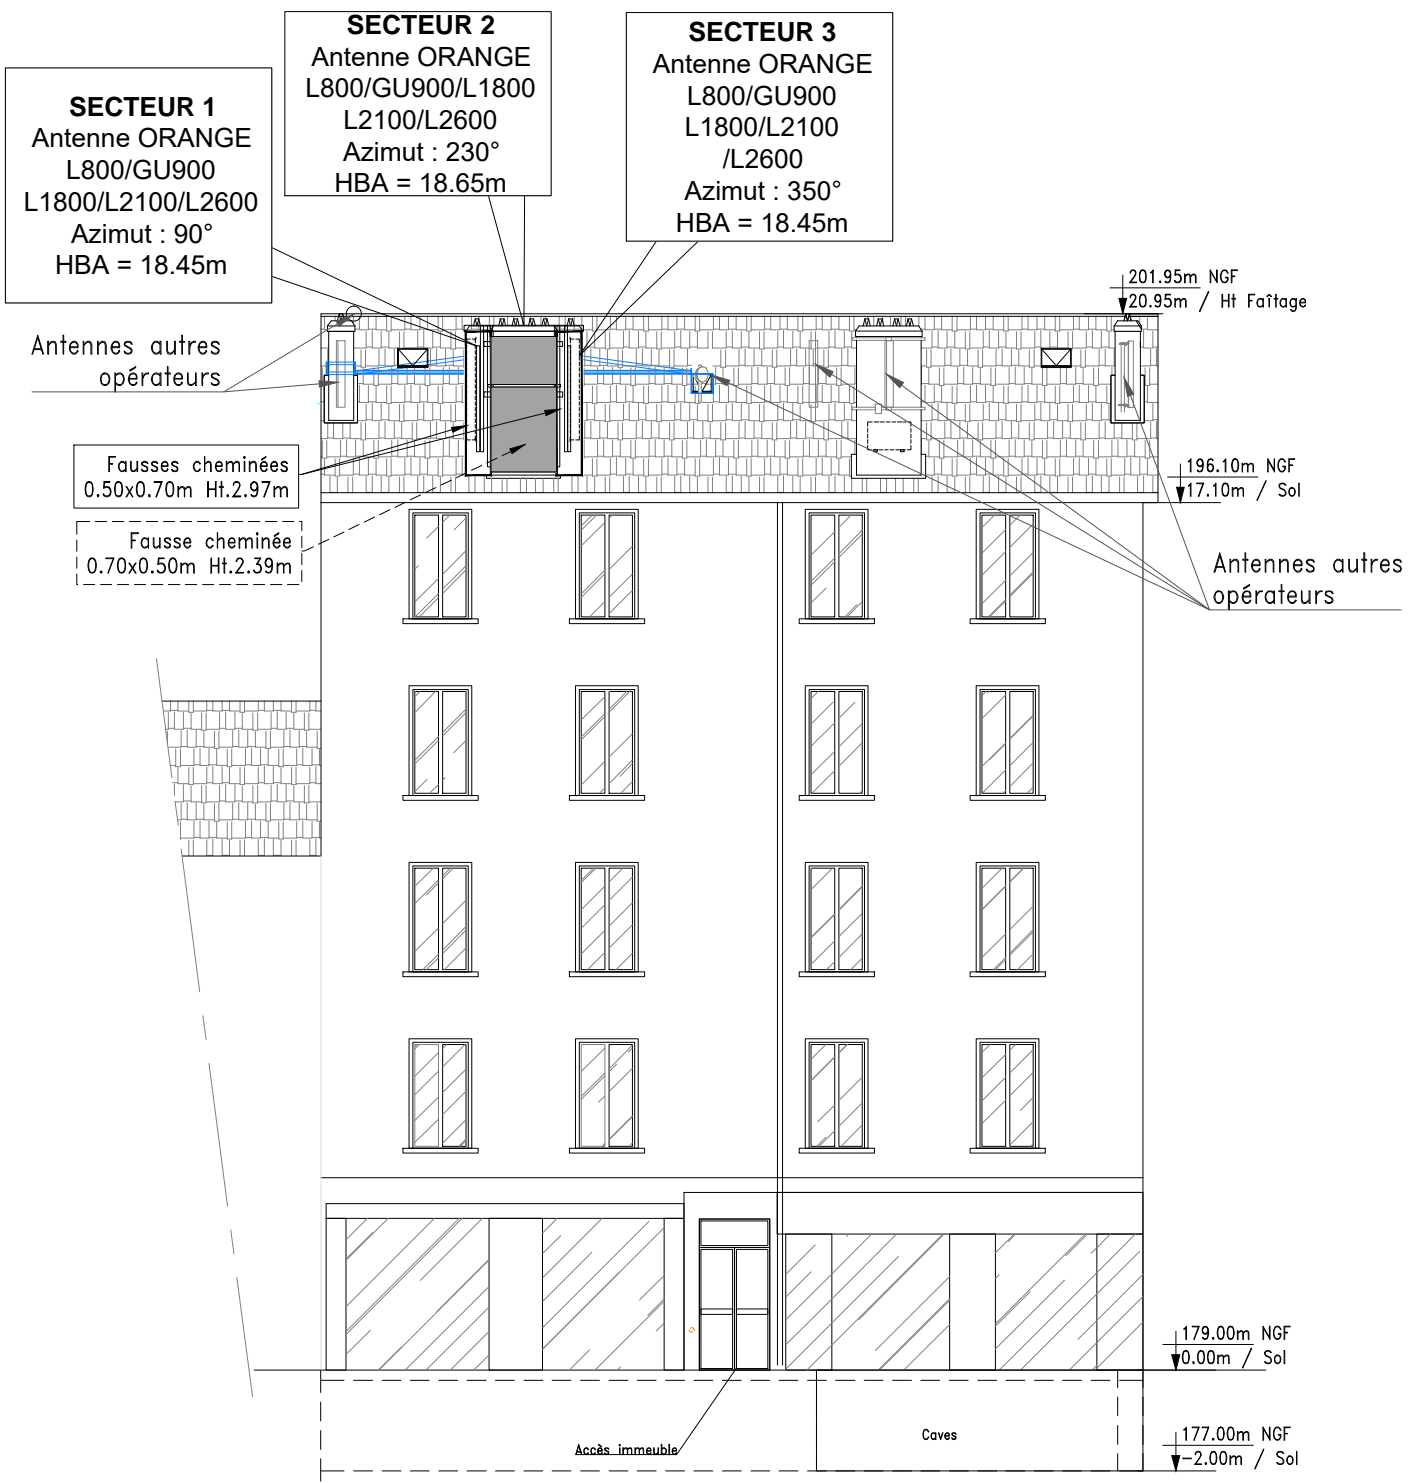 SECTEUR 1
Antenne ORANGE
L800/GU900
L1800/L2100/L2600
Azimut : 90°
HBA = 18.45m
SECTEUR 2
Antenne ORANGE
L800/GU900/L1800
L2100/L2600
Azimut : 230°
HBA = 18.65m
SECTEUR 3
Antenne ORANGE
L800/GU900
L1800/L2100
/L2600
Azimut : 350°
HBA = 18.45m
201.95m NGF
20.95m / Ht Faîtage
Antennes autres
opérateurs
Fausses cheminées
0.50x0.70m Ht.2.97m
196.10m NGF
17.10m / Sol
Fausse cheminée
0.70x0.50m Ht.2.39m
Antennes autres
opérateurs
179.00m NGF
0.00m / Sol
Accès immeuble
Caves
177.00m NGF
-2.00m / Sol